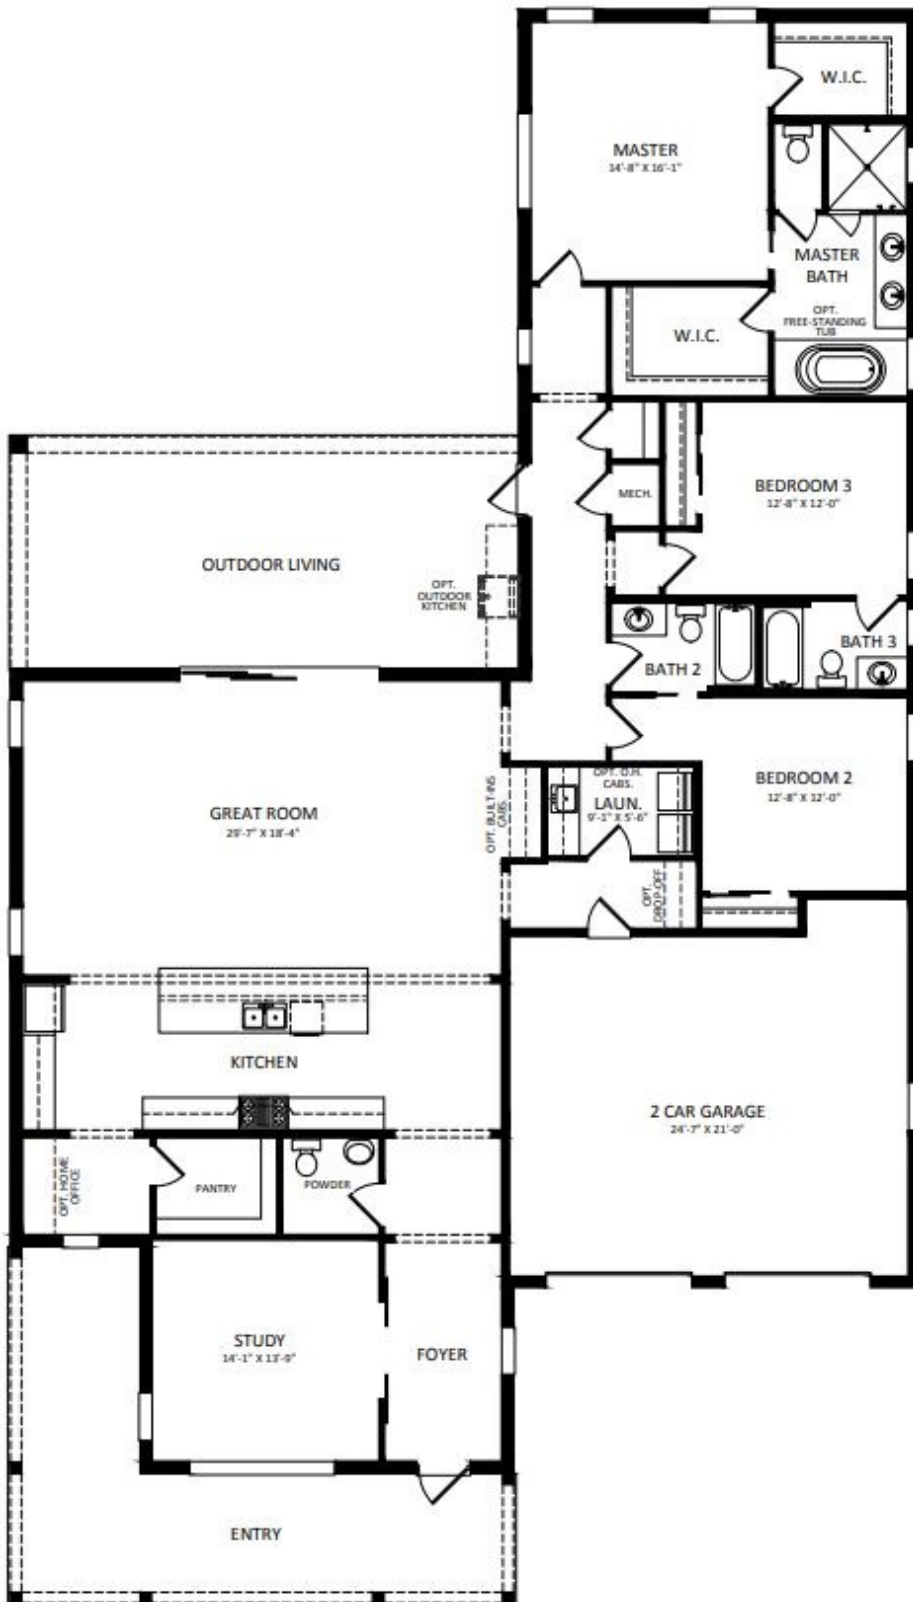 W.I.C.
MASTER
14'-8" X 16'-1"
MASTER
BATH
OPT.
FREE-STANDING
TUB
W.I.C.
BEDROOM 3
12'-8" X 12'-0"
MECH.
OUTDOOR LIVING
OPT.
OUTDOOR
KITCHEN
BATH 3
BATH 2
BEDROOM 2
12'-8" X 12'-0"
OPT. O.H.
CABS.
LAUN.
9'-1" X 5'-6"
GREAT ROOM
29'-7" X 18'-4"
OPT. BUILT-INS
CABS
OPT.
DROP-OFF
KITCHEN
2 CAR GARAGE
24'-7" X 21'-0"
OPT. HOME
OFFICE
PANTRY
POWDER
STUDY
14'-1" X 13'-9"
FOYER
ENTRY